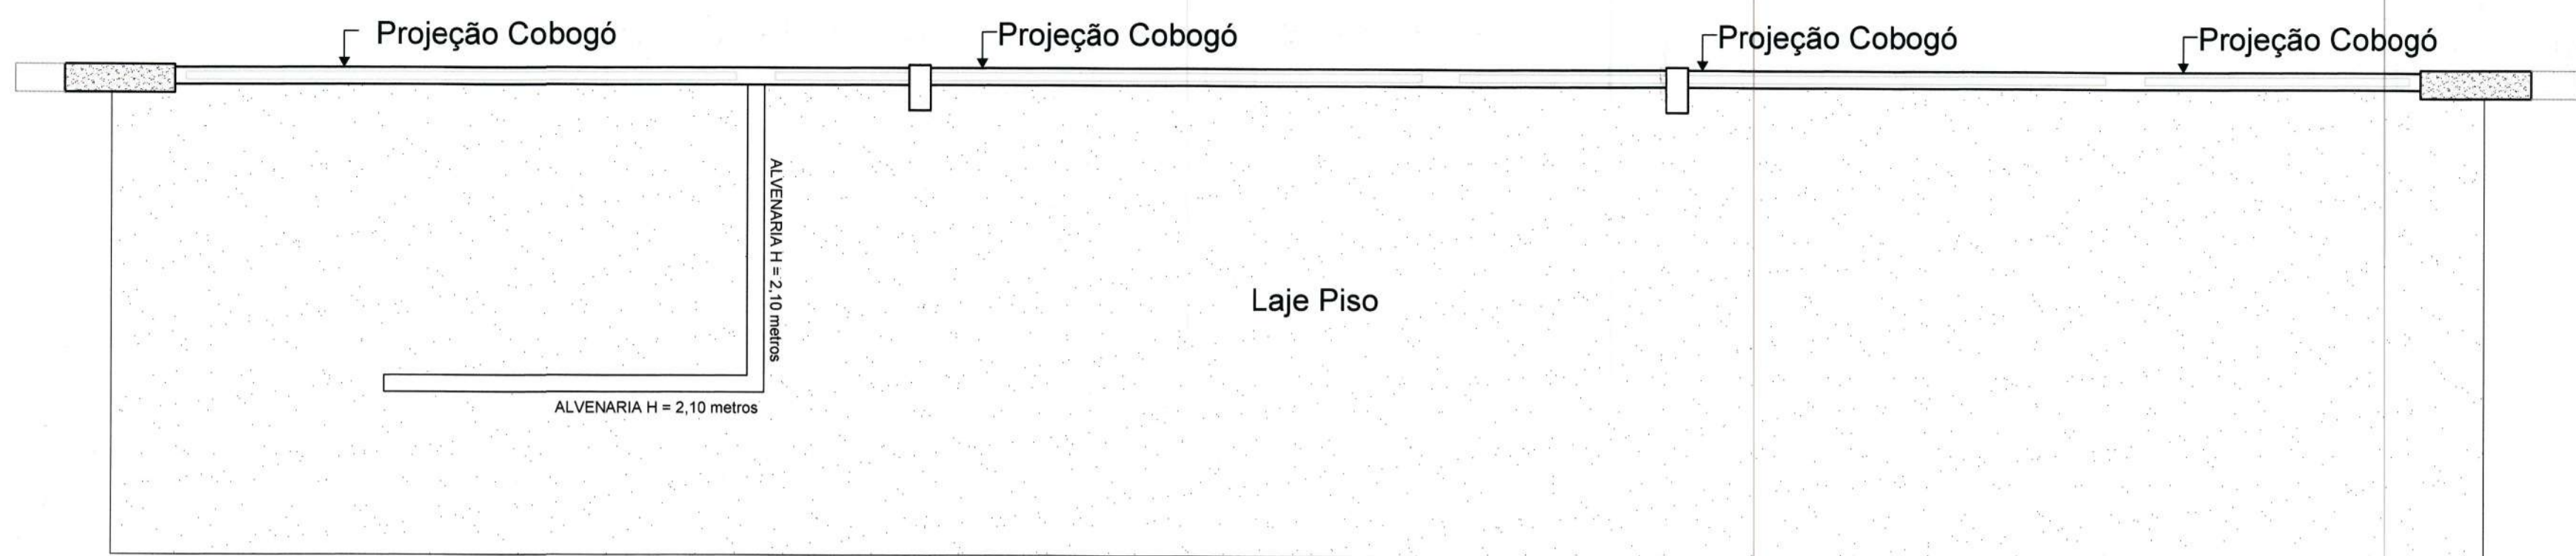 Projeção Cobogó
Projeção Cobogó
Projeção Cobogó
Projeção Cobogó
ALVENARIA H = 2,10 metros
Laje Piso
ALVENARIA H = 2,10 metros